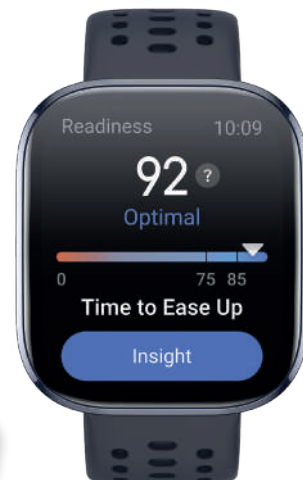 Readiness 10:09
92 ?
Optimal
0 75 85
Time to Ease Up
Insight